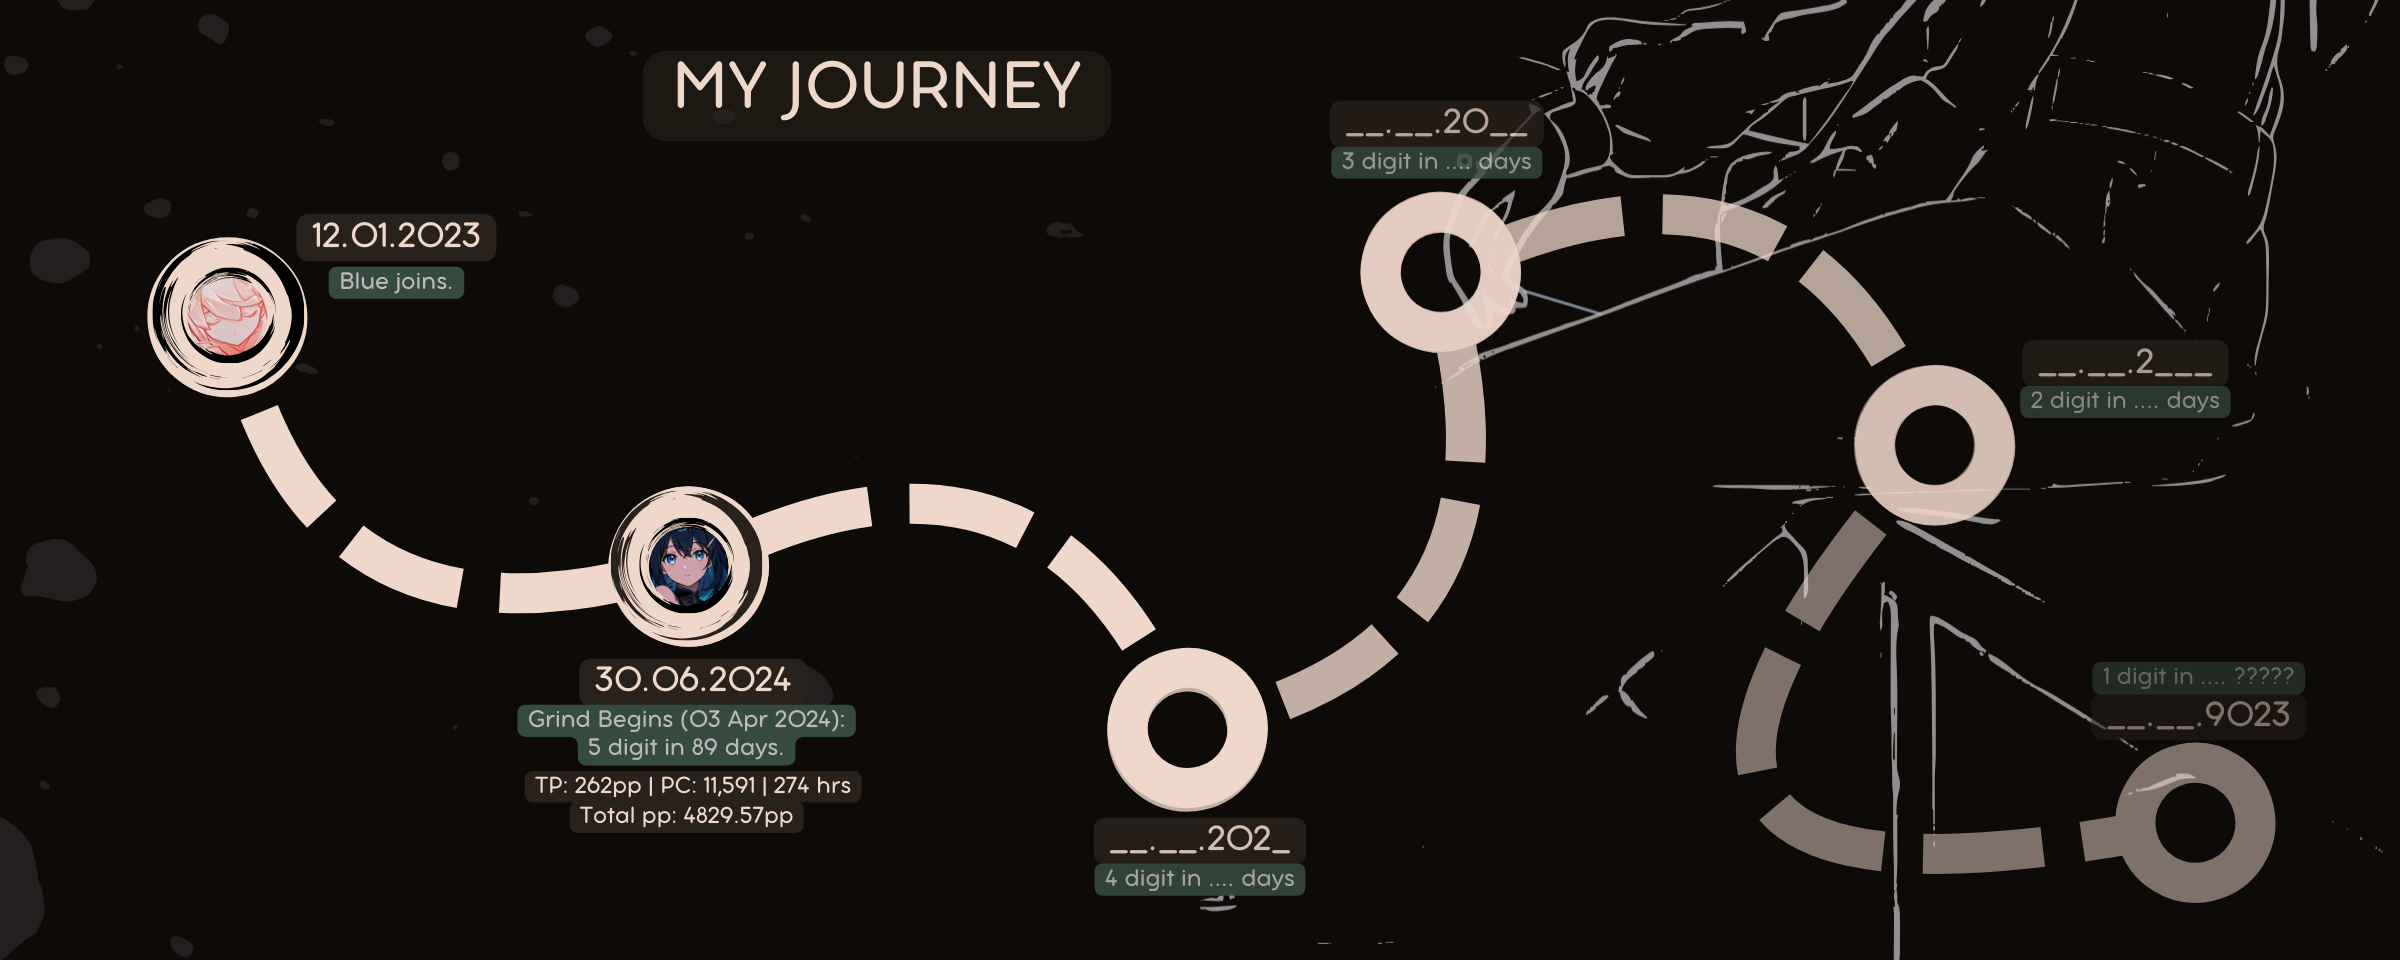 MY JOURNEY
12.01.2023
Blue joins.
30.06.2024
Grind Begins (03 Apr 2024):
5 digit in 89 days.
TP: 262pp | PC: 11,591 | 274 hrs
Total pp: 4829.57pp
__.__.202_
4 digit in .... days
__.__.20__
3 digit in .... days
__.__.2___
2 digit in .... days
1 digit in .... ?????
__.__.9023